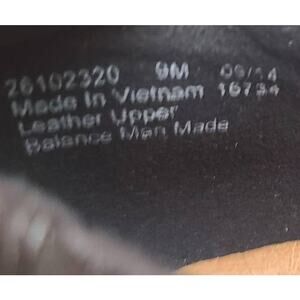 26102320 9M 09/14
Made In Vietnam 16734
Leather Upper
Balance Man Made